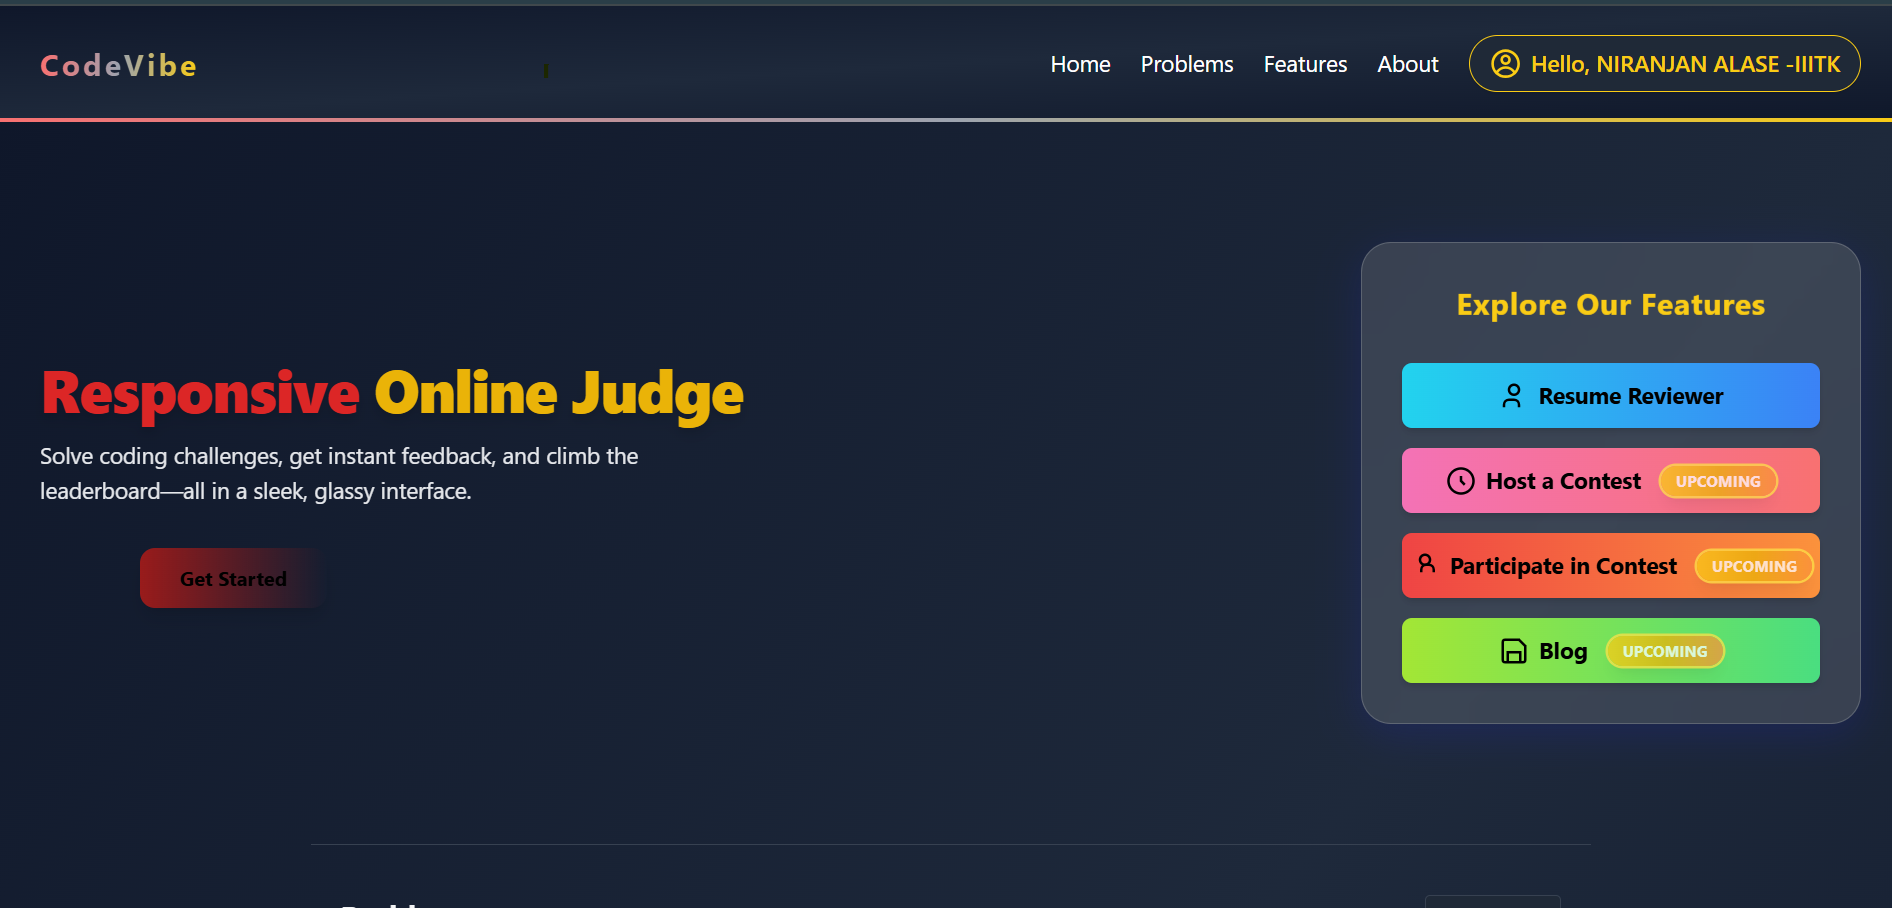 CodeVibe
Home
Problems
Features
About
Hello, NIRANJAN ALASE -IIITK
Responsive Online Judge
Solve coding challenges, get instant feedback, and climb the
leaderboard—all in a sleek, glassy interface.
Get Started
Explore Our Features
Resume Reviewer
Host a Contest UPCOMING
Participate in Contest UPCOMING
Blog UPCOMING